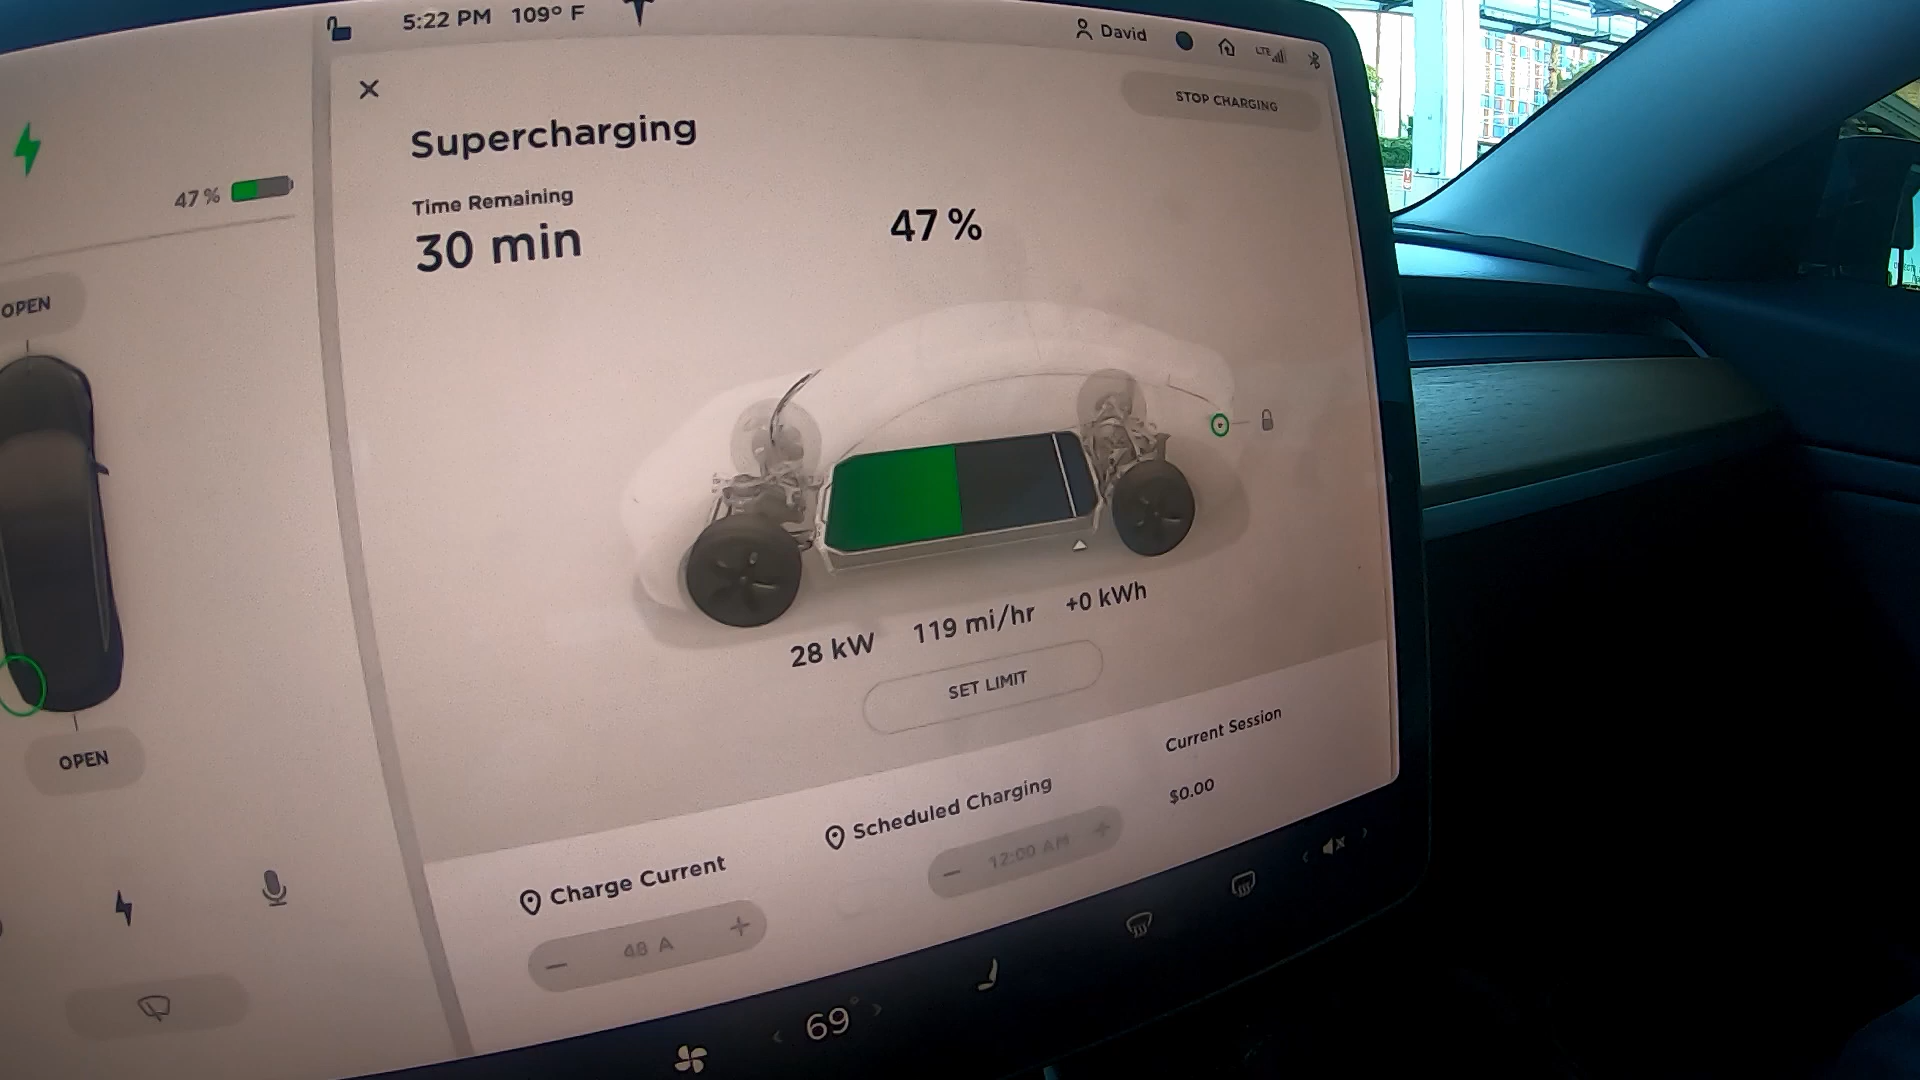 5:22 PM 109° F
David
LTE
STOP CHARGING
Supercharging
47 %
Time Remaining
30 min
47 %
OPEN
28 kW 119 mi/hr +0 kWh
SET LIMIT
OPEN
Current Session
$0.00
Scheduled Charging
12:00 AM
Charge Current
48 A
69°